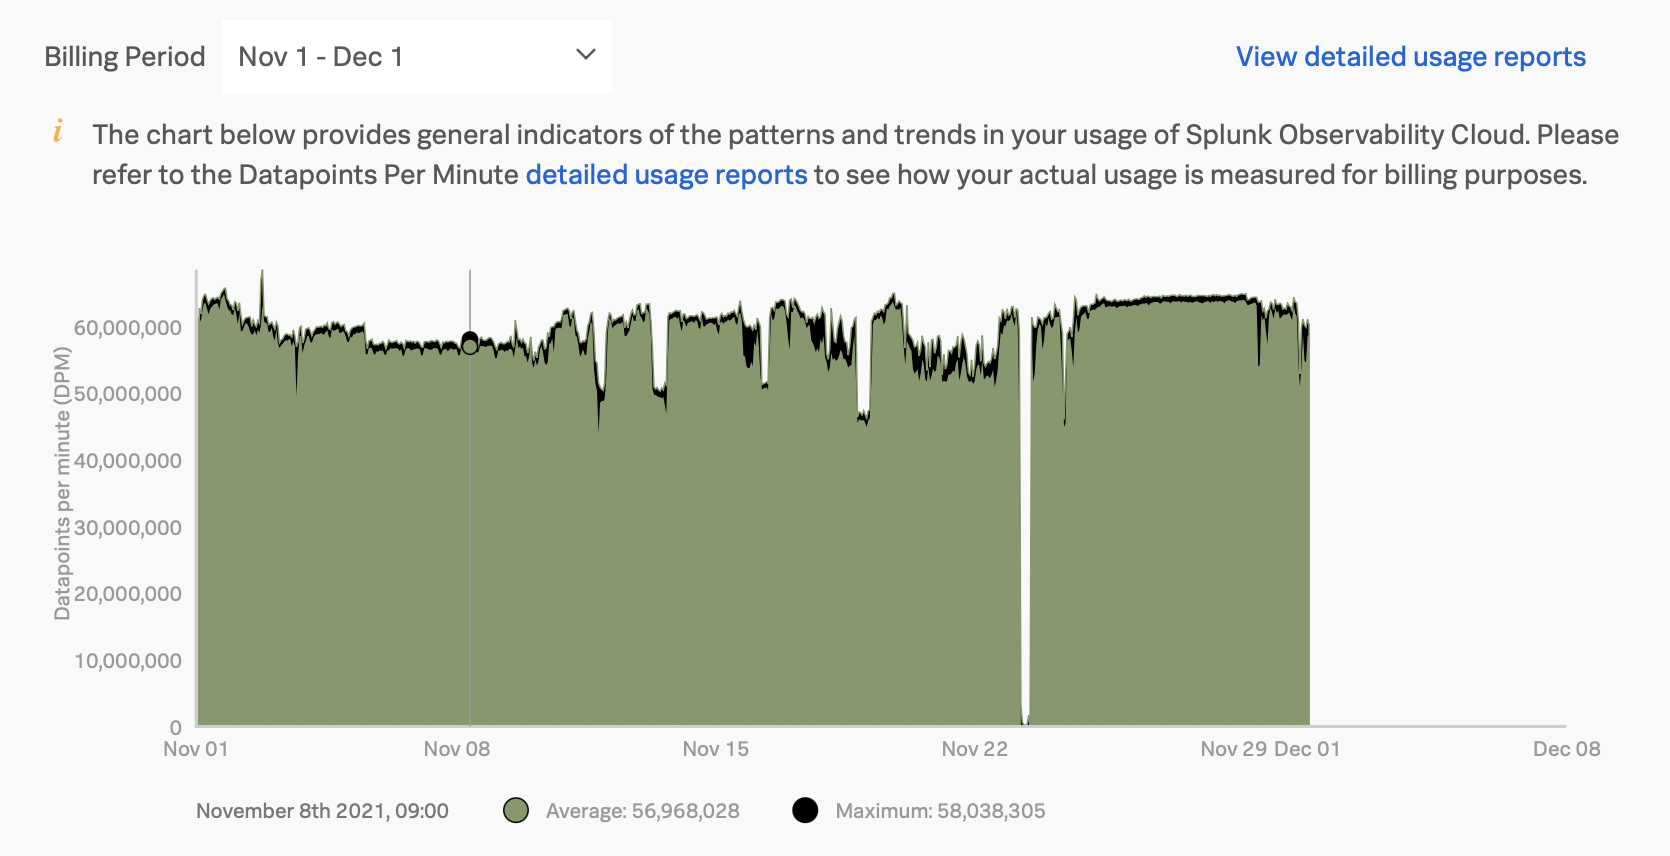 Billing Period
Nov 1 - Dec 1
View detailed usage reports
i
The chart below provides general indicators of the patterns and trends in your usage of Splunk Observability Cloud. Please
refer to the Datapoints Per Minute detailed usage reports to see how your actual usage is measured for billing purposes.
Datapoints per minute (DPM)
60,000,000
50,000,000
40,000,000
30,000,000
20,000,000
10,000,000
0
Nov 01
Nov 08
Nov 15
Nov 22
Nov 29
Dec 01
Dec 08
November 8th 2021, 09:00
Average: 56,968,028
Maximum: 58,038,305